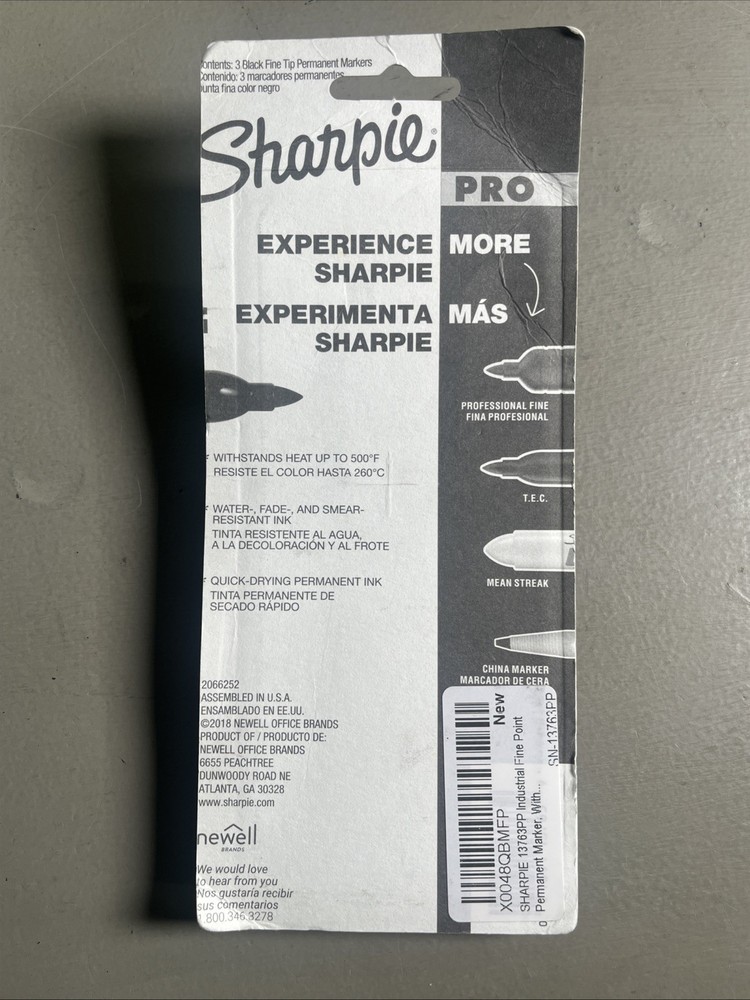 Contents: 3 Black Fine Tip Permanent Markers
Contenido: 3 marcadores permanentes
punta fina color negro
Sharpie®
PRO
EXPERIENCE MORE
SHARPIE
EXPERIMENTA MÁS
SHARPIE
PROFESSIONAL FINE
FINA PROFESIONAL
T.E.C.
MEAN STREAK
CHINA MARKER
MARCADOR DE CERA
WITHSTANDS HEAT UP TO 500°F
RESISTE EL COLOR HASTA 260°C
WATER-, FADE-, AND SMEAR-
RESISTANT INK
TINTA RESISTENTE AL AGUA,
A LA DECOLORACIÓN Y AL FROTE
QUICK-DRYING PERMANENT INK
TINTA PERMANENTE DE
SECADO RÁPIDO
2066252
ASSEMBLED IN U.S.A.
ENSAMBLADO EN EE.UU.
©2018 NEWELL OFFICE BRANDS
PRODUCT OF / PRODUCTO DE:
NEWELL OFFICE BRANDS
6655 PEACHTREE
DUNWOODY ROAD NE
ATLANTA, GA 30328
www.sharpie.com
newell
BRANDS
We would love
to hear from you
Nos gustaría recibir
sus comentarios
1 800.346.3278
New
X0048QBMFP
SHARPIE 13763PP Industrial Fine Point
Permanent Marker, With...
SN-13763PP